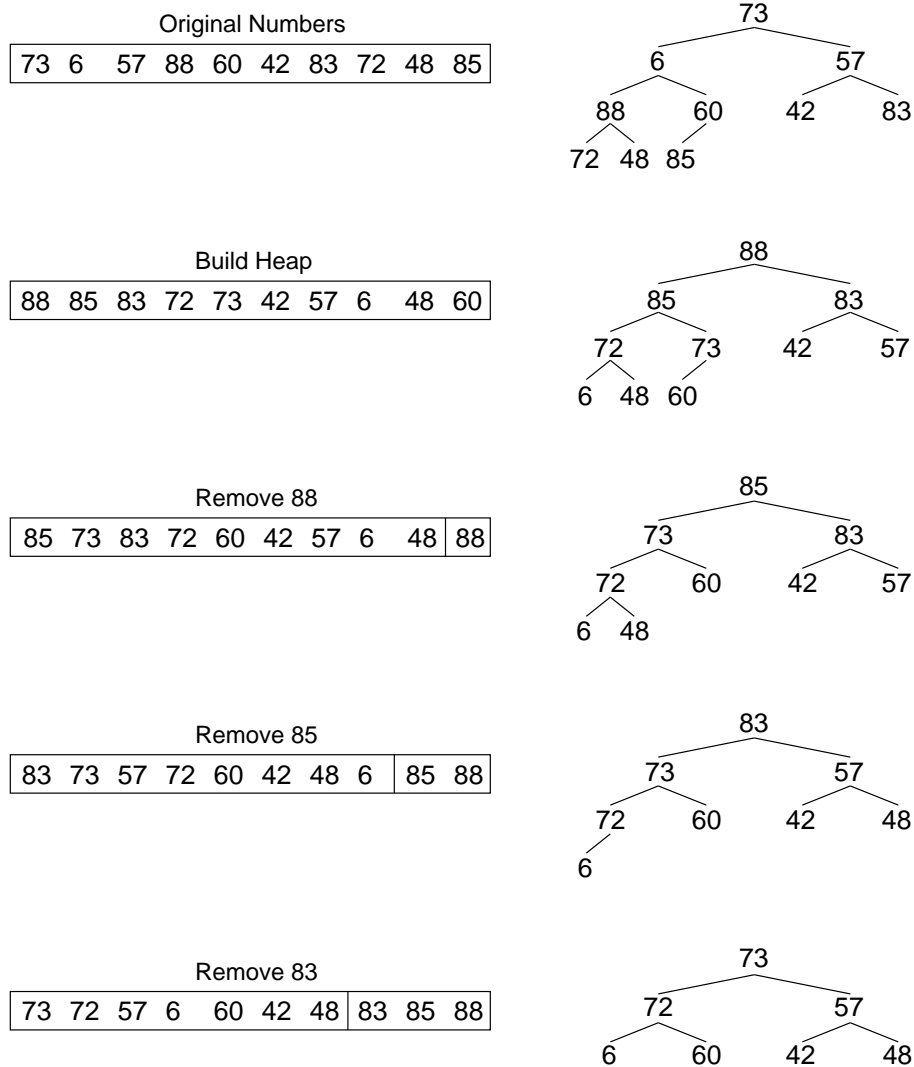 Original Numbers
73 6 57 88 60 42 83 72 48 85
73
6 57
88 60 42 83
72 48 85
Build Heap
88 85 83 72 73 42 57 6 48 60
88
85 83
72 73 42 57
6 48 60
Remove 88
85 73 83 72 60 42 57 6 48 88
85
73 83
72 60 42 57
6 48
Remove 85
83 73 57 72 60 42 48 6 85 88
83
73 57
72 60 42 48
6
Remove 83
73 72 57 6 60 42 48 83 85 88
73
72 57
6 60 42 48